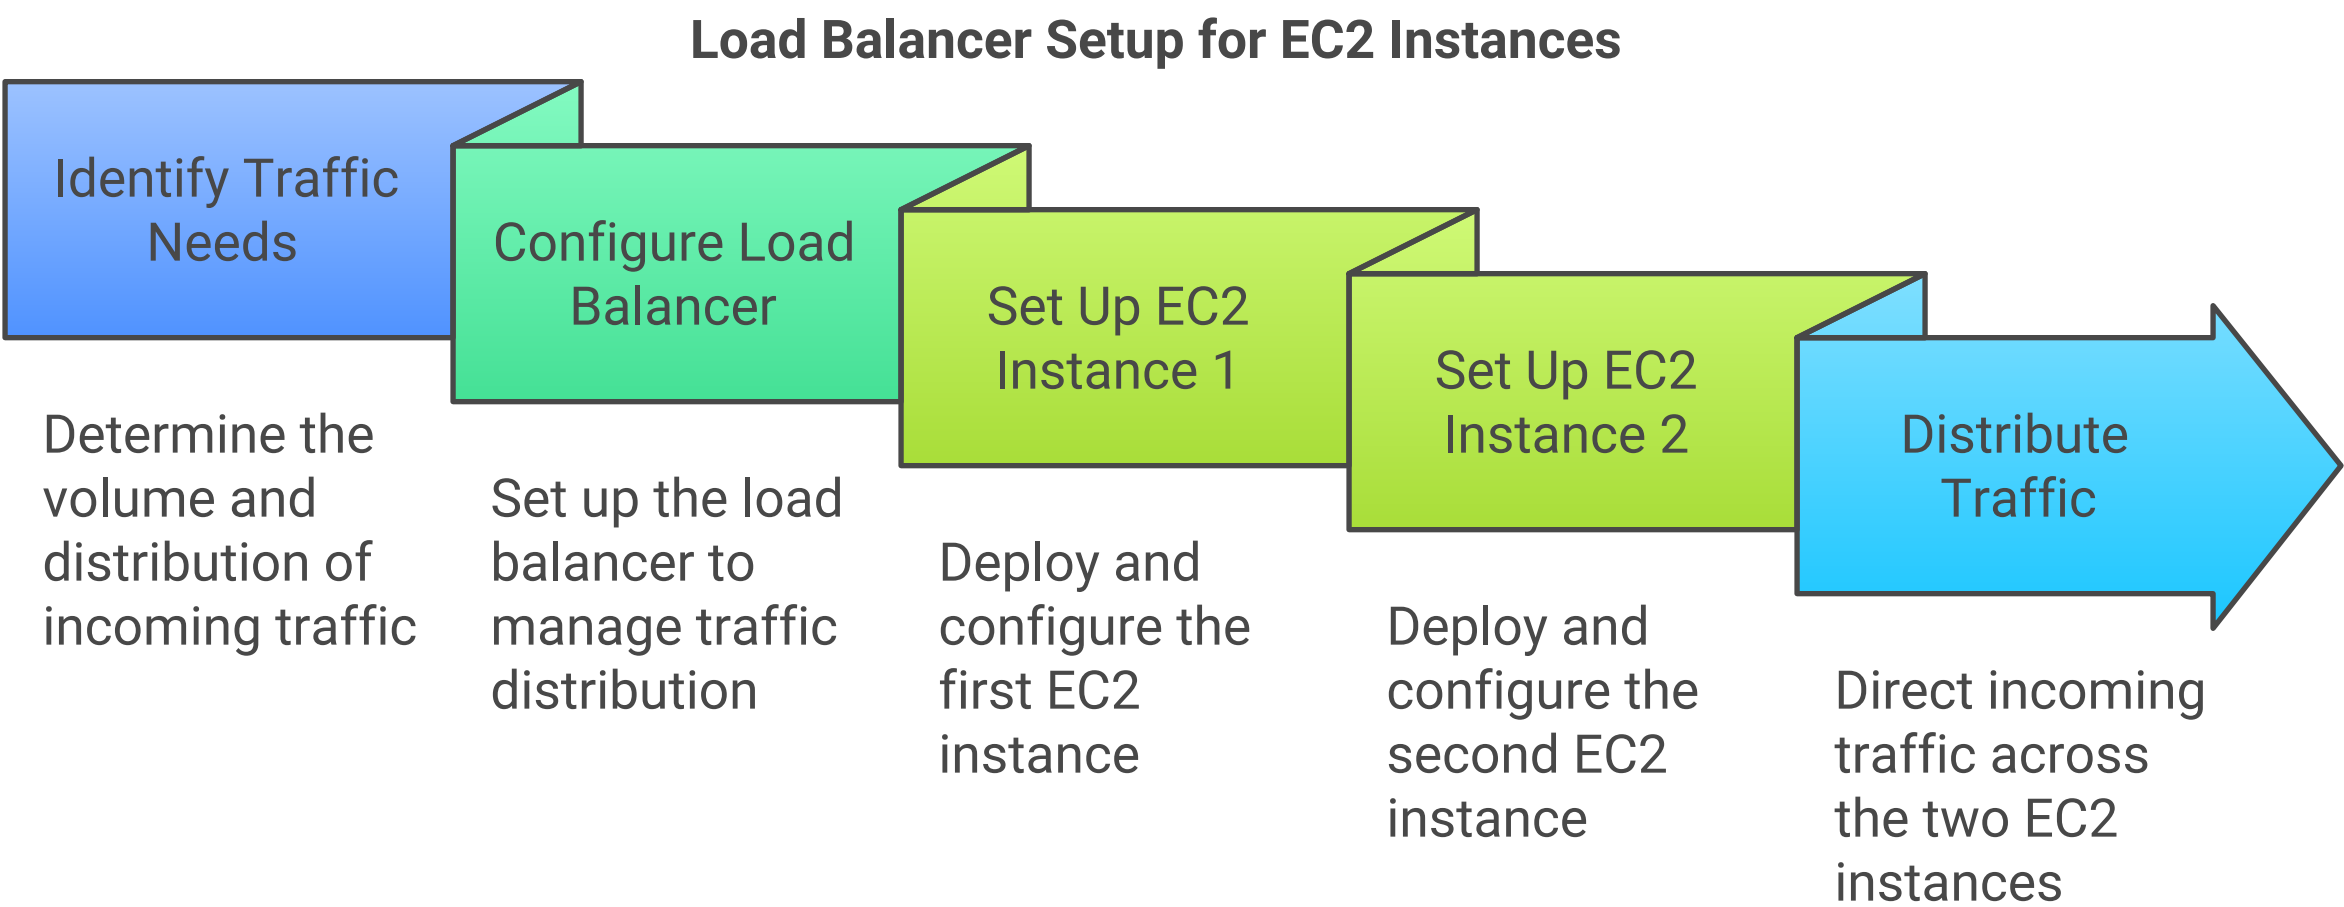 Load Balancer Setup for EC2 Instances
Identify Traffic
Needs
Determine the
volume and
distribution of
incoming traffic
Configure Load
Balancer
Set up the load
balancer to
manage traffic
distribution
Set Up EC2
Instance 1
Deploy and
configure the
first EC2
instance
Set Up EC2
Instance 2
Deploy and
configure the
second EC2
instance
Distribute
Traffic
Direct incoming
traffic across
the two EC2
instances